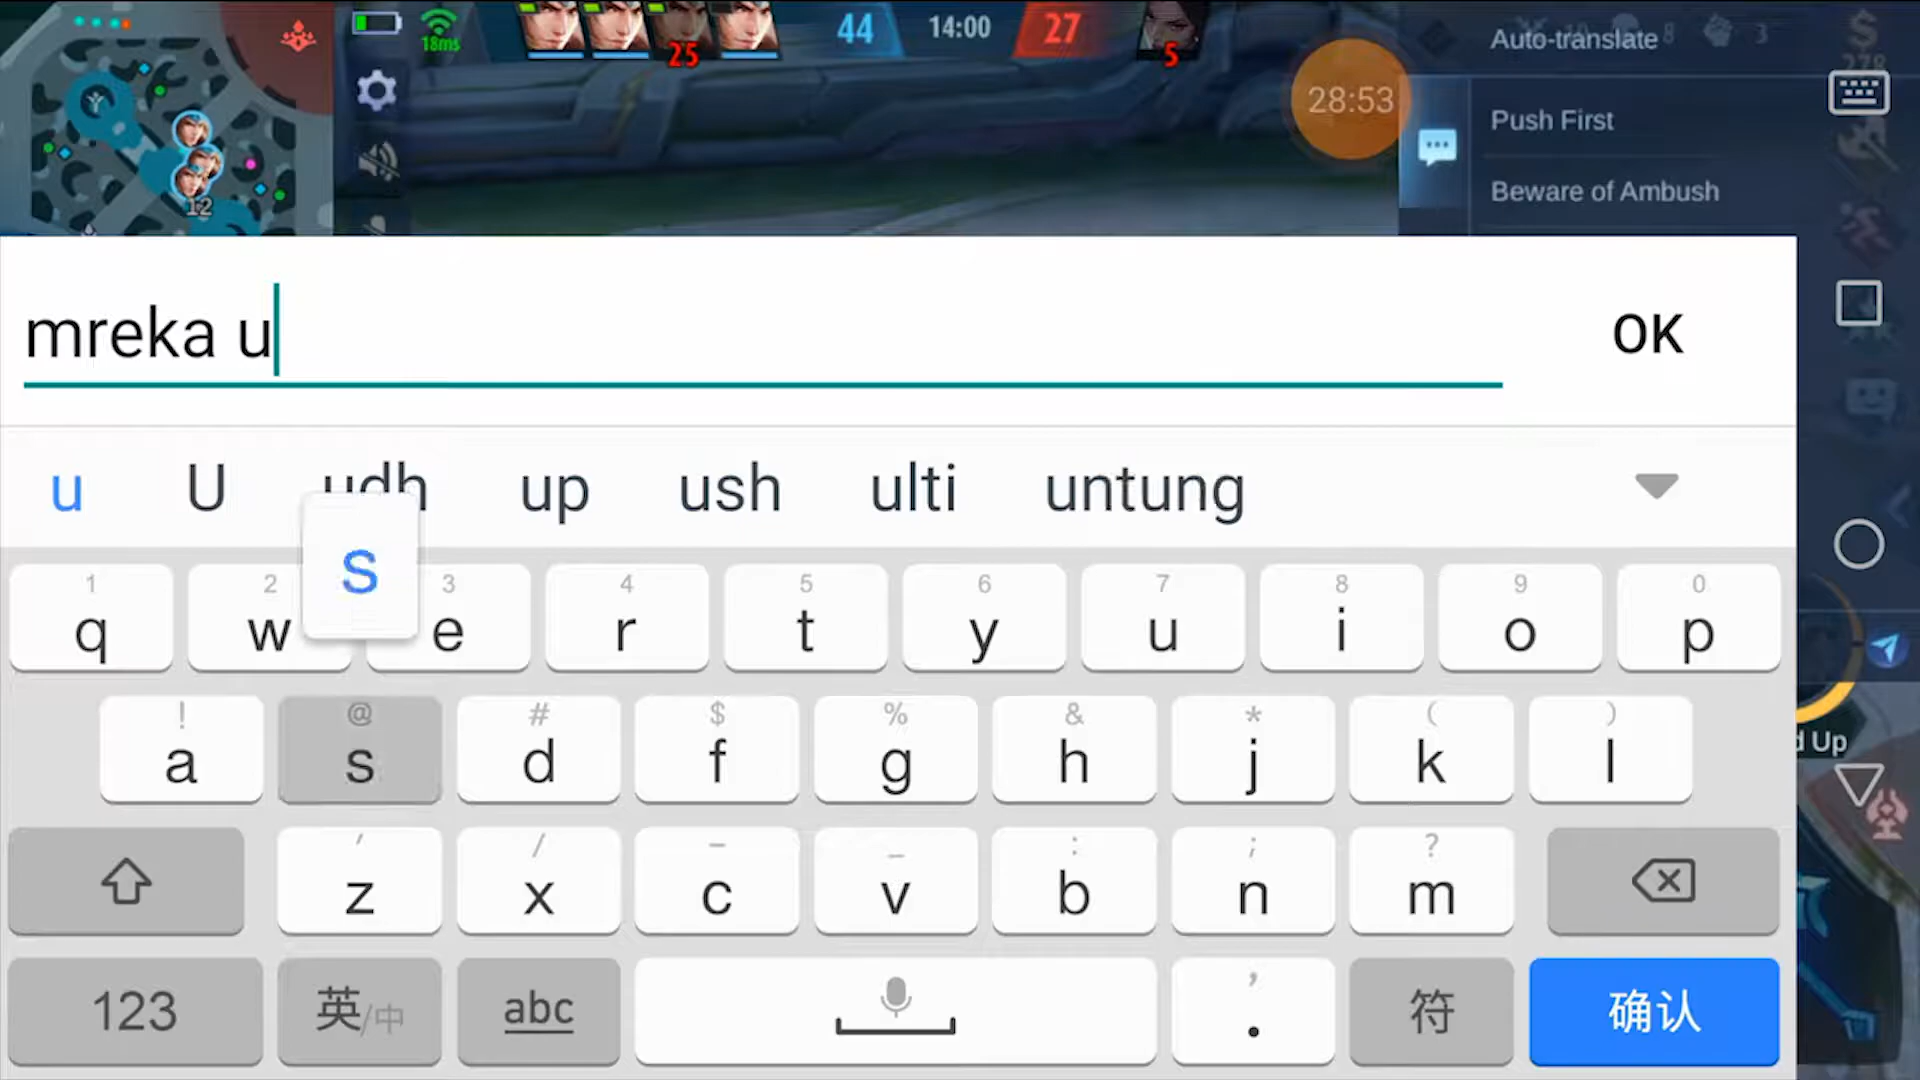 18ms
25
44
14:00
27
5
Auto-translate
28:53
Push First
Beware of Ambush
12
mreka u
OK
u U udh up ush ulti untung
s
1 2 3 4 5 6 7 8 9 0
q w e r t y u i o p
! @ # $ % & * ( )
a s d f g h j k l
' / – _ : ; ?
z x c v b n m
123 英/中 abc , . 符 确认
d Up